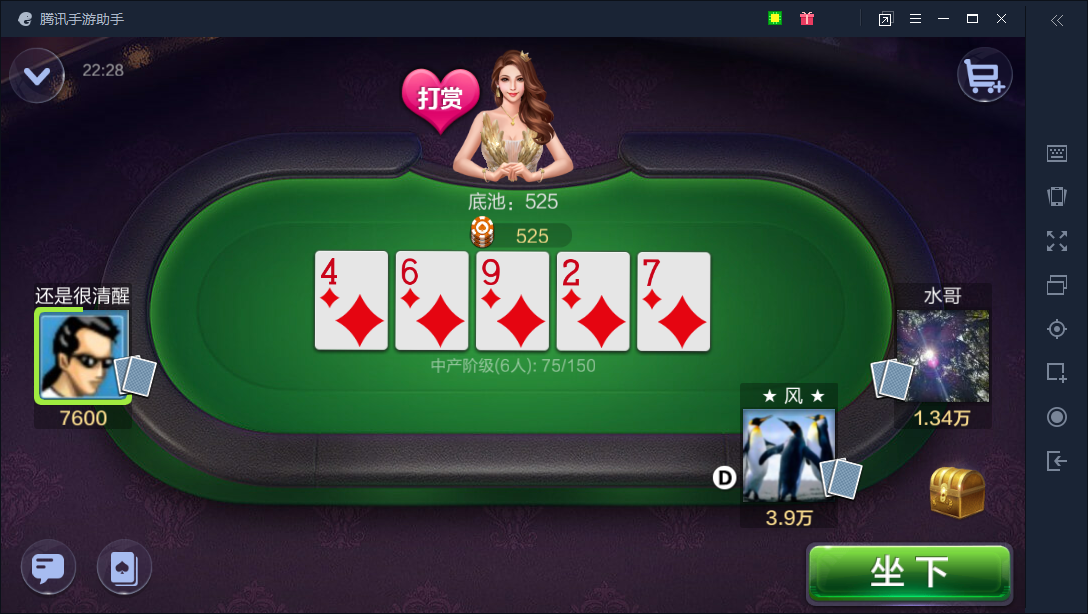 腾讯手游助手
22:28
打赏
底池：525
525
4 6 9 2 7
还是很清醒
7600
中产阶级(6人): 75/150
水哥
1.34万
★ 风 ★
D
3.9万
坐下